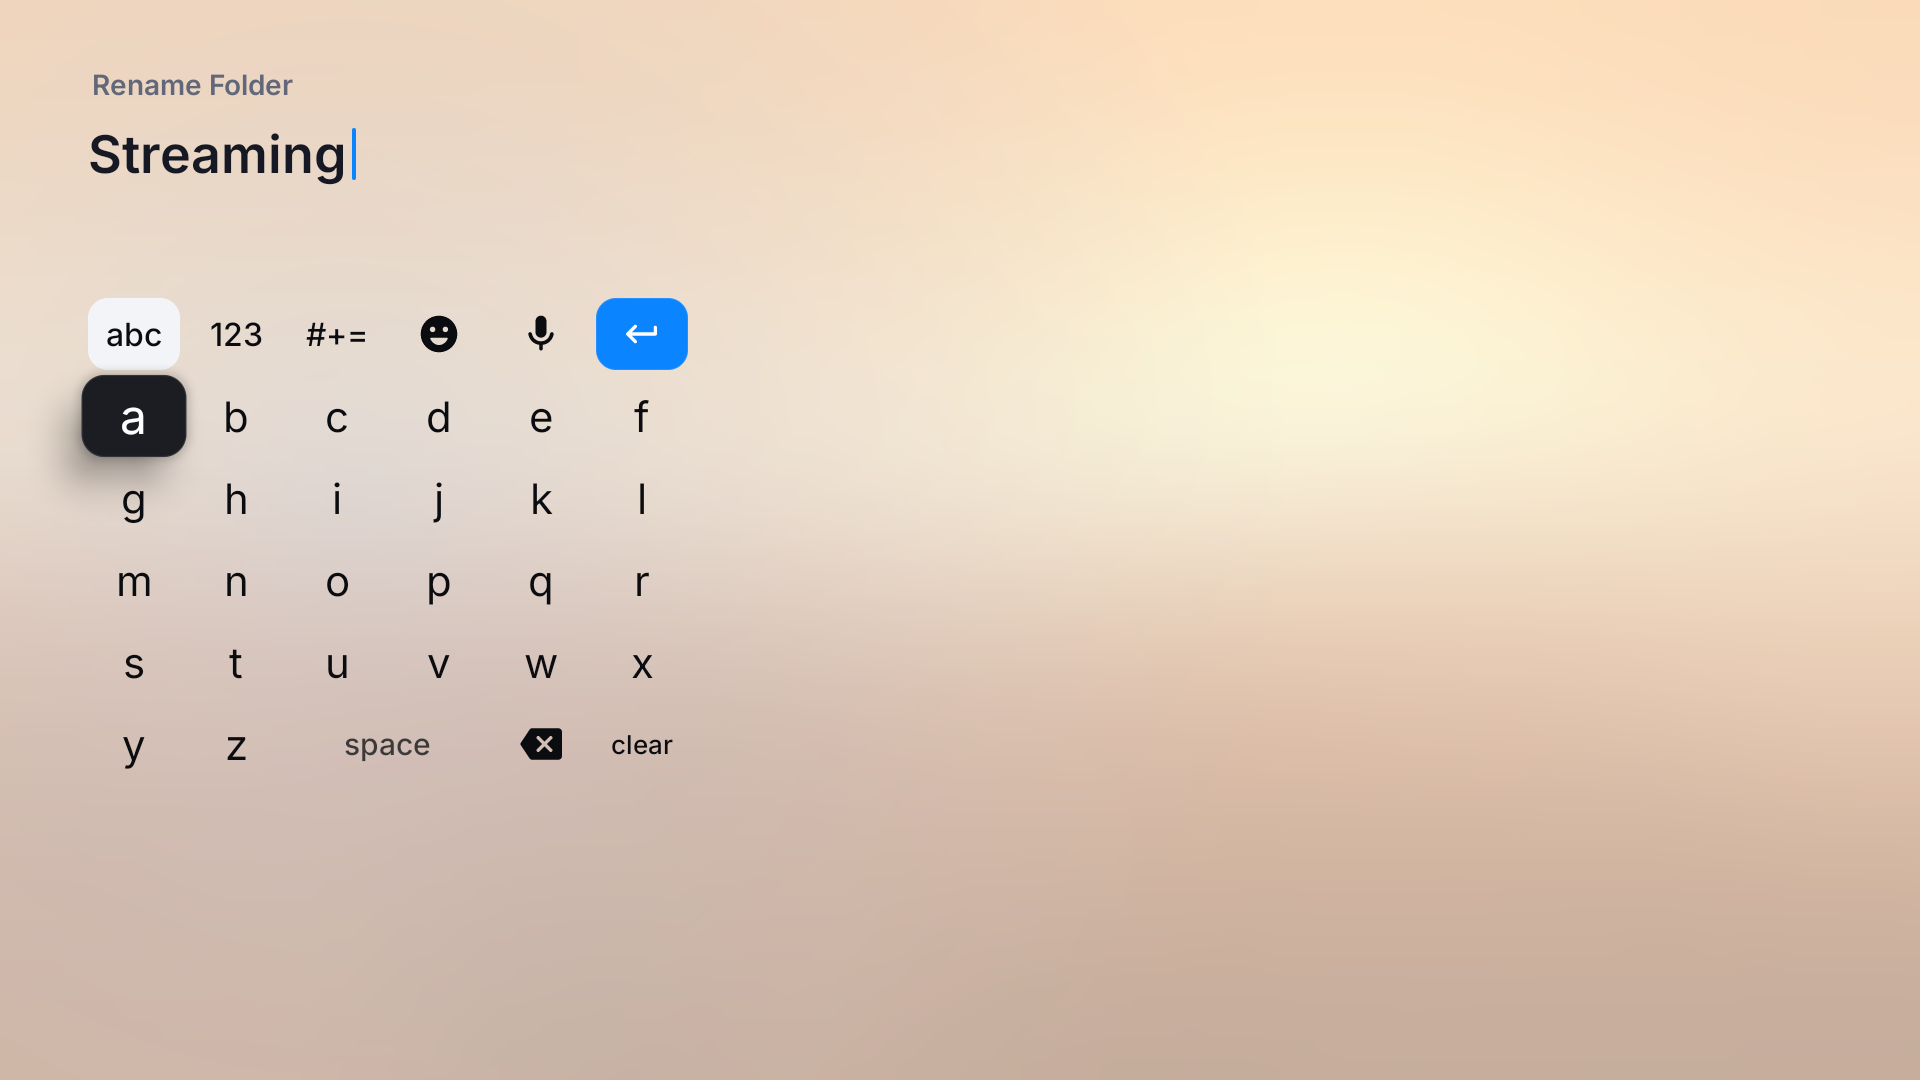 Rename Folder
Streaming
abc 123 #+=
a b c d e f
g h i j k l
m n o p q r
s t u v w x
y z space clear